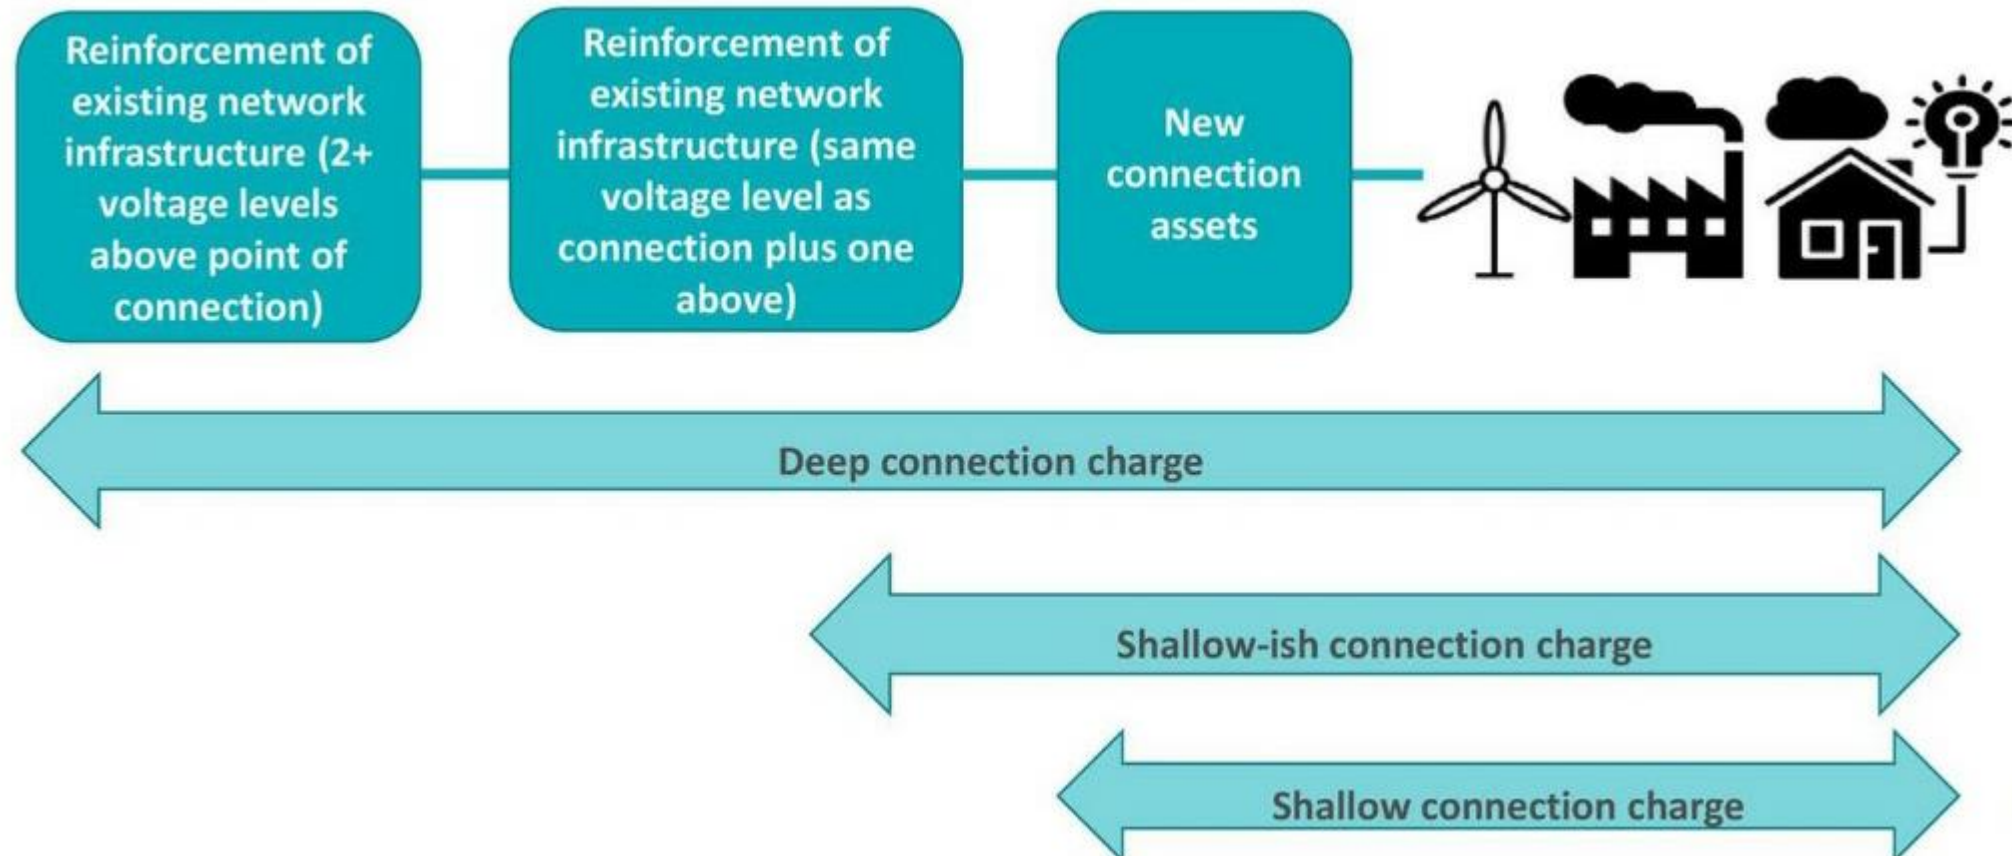 Reinforcement of
existing network
infrastructure (2+
voltage levels
above point of
connection)
Reinforcement of
existing network
infrastructure (same
voltage level as
connection plus one
above)
New
connection
assets
Deep connection charge
Shallow-ish connection charge
Shallow connection charge